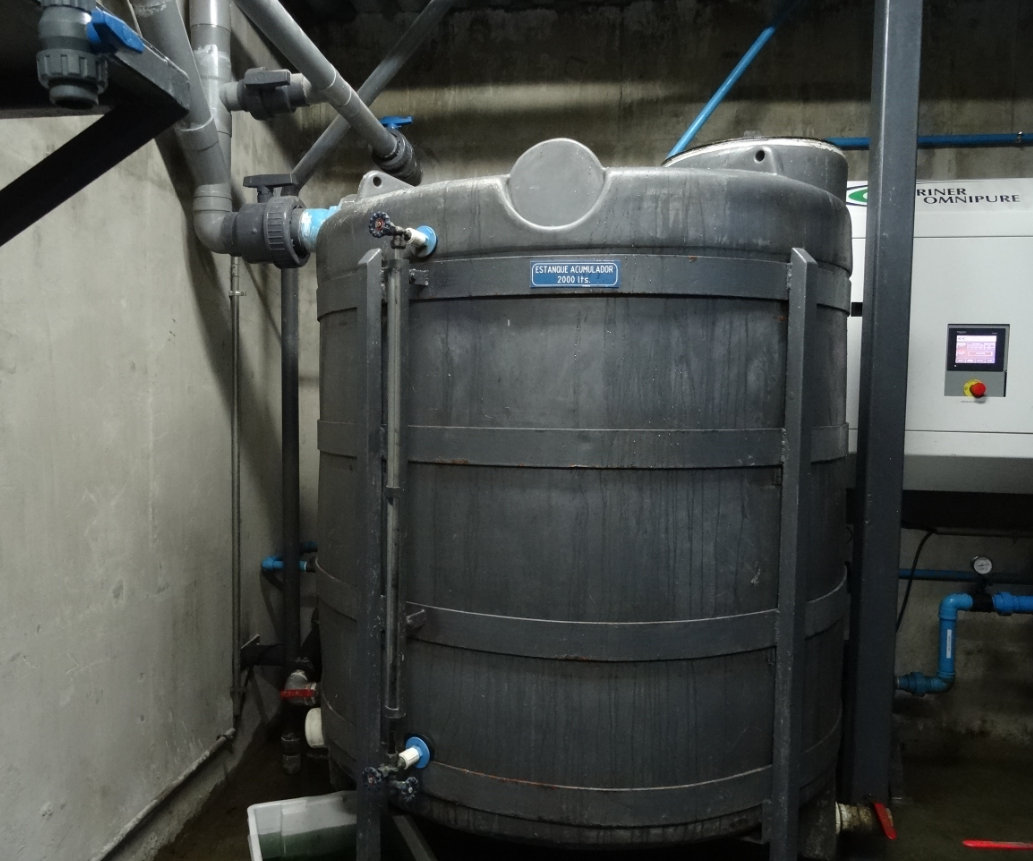 ESTANQUE ACUMULADOR
2000 lts.
RINER
OMNIPURE